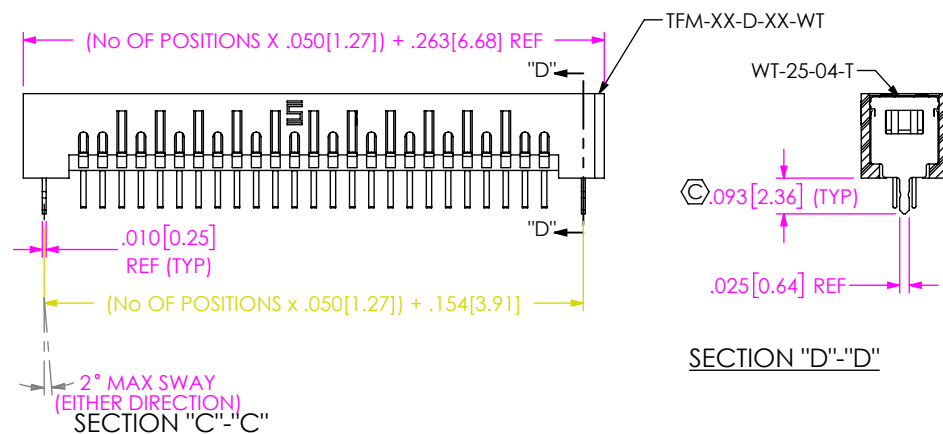 TFM-XX-D-XX-WT
(No OF POSITIONS X .050[1.27]) + .263[6.68] REF
"D"
WT-25-04-T
C .093[2.36] (TYP)
"D"
.010[0.25]
REF (TYP)
.025[0.64] REF
(No OF POSITIONS x .050[1.27]) + .154[3.91]
SECTION "D"-"D"
2° MAX SWAY
(EITHER DIRECTION)
SECTION "C"-"C"